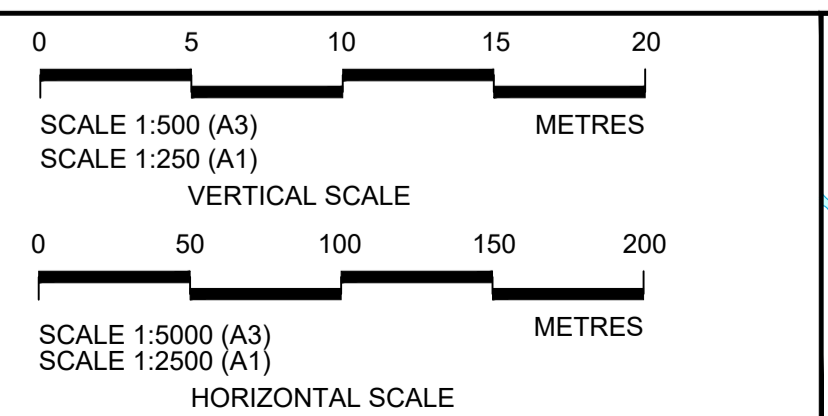 0 5 10 15 20
SCALE 1:500 (A3) METRES
SCALE 1:250 (A1)
VERTICAL SCALE
0 50 100 150 200
SCALE 1:5000 (A3) METRES
SCALE 1:2500 (A1)
HORIZONTAL SCALE